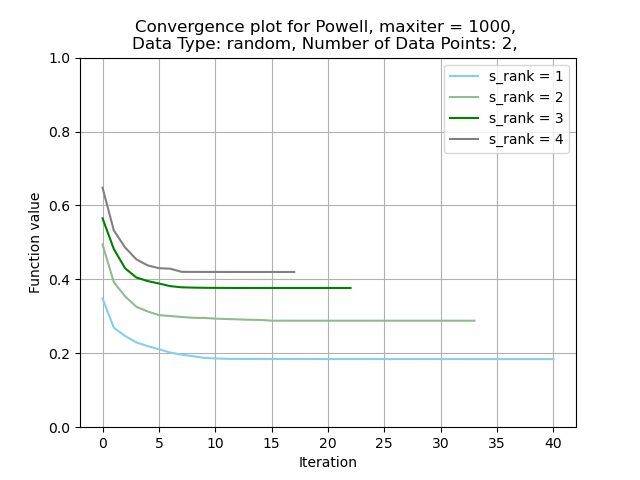 Convergence plot for Powell, maxiter = 1000,
Data Type: random, Number of Data Points: 2,
1.0
0.8
0.6
0.4
0.2
0.0
Function value
s_rank = 1
s_rank = 2
s_rank = 3
s_rank = 4
0 5 10 15 20 25 30 35 40
Iteration